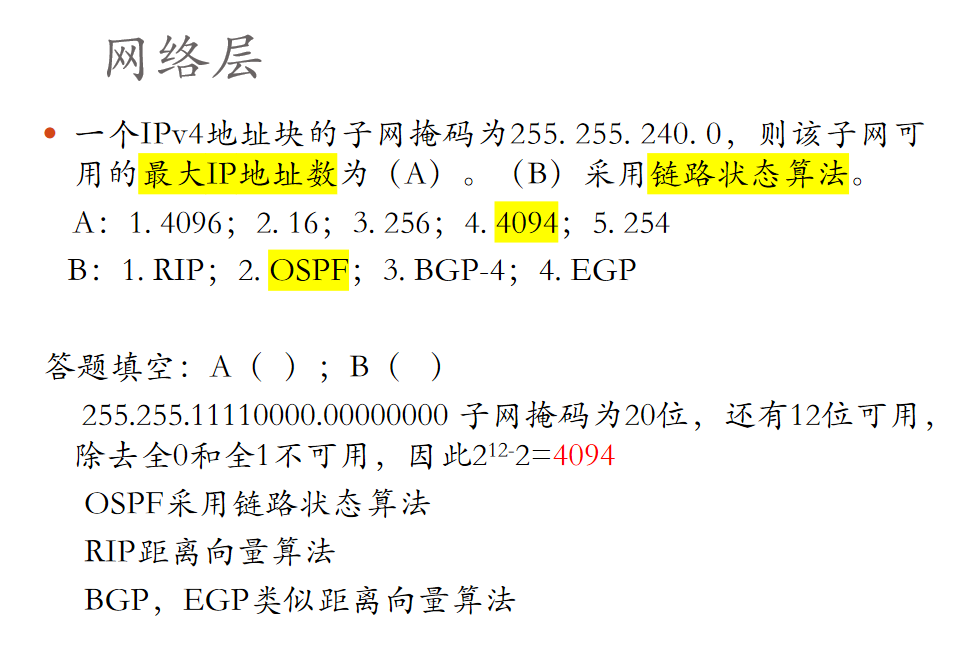 网络层
• 一个IPv4地址块的子网掩码为255. 255. 240. 0，则该子网可
用的最大IP地址数为（A）。（B）采用链路状态算法。
A：1. 4096；2. 16；3. 256；4. 4094；5. 254
B：1. RIP；2. OSPF；3. BGP-4；4. EGP
答题填空：A（ ）；B（ ）
255.255.11110000.00000000 子网掩码为20位，还有12位可用，
除去全0和全1不可用，因此2¹²⁻2=4094
OSPF采用链路状态算法
RIP距离向量算法
BGP，EGP类似距离向量算法